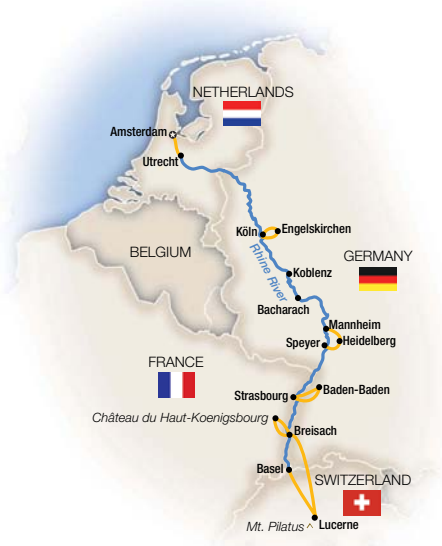 NETHERLANDS
Amsterdam
Utrecht
Köln
Engelskirchen
BELGIUM
Rhine River
GERMANY
Koblenz
Bacharach
Mannheim
Speyer
Heidelberg
FRANCE
Baden-Baden
Strasbourg
Château du Haut-Koenigsbourg
Breisach
Basel
SWITZERLAND
Mt. Pilatus ^
Lucerne